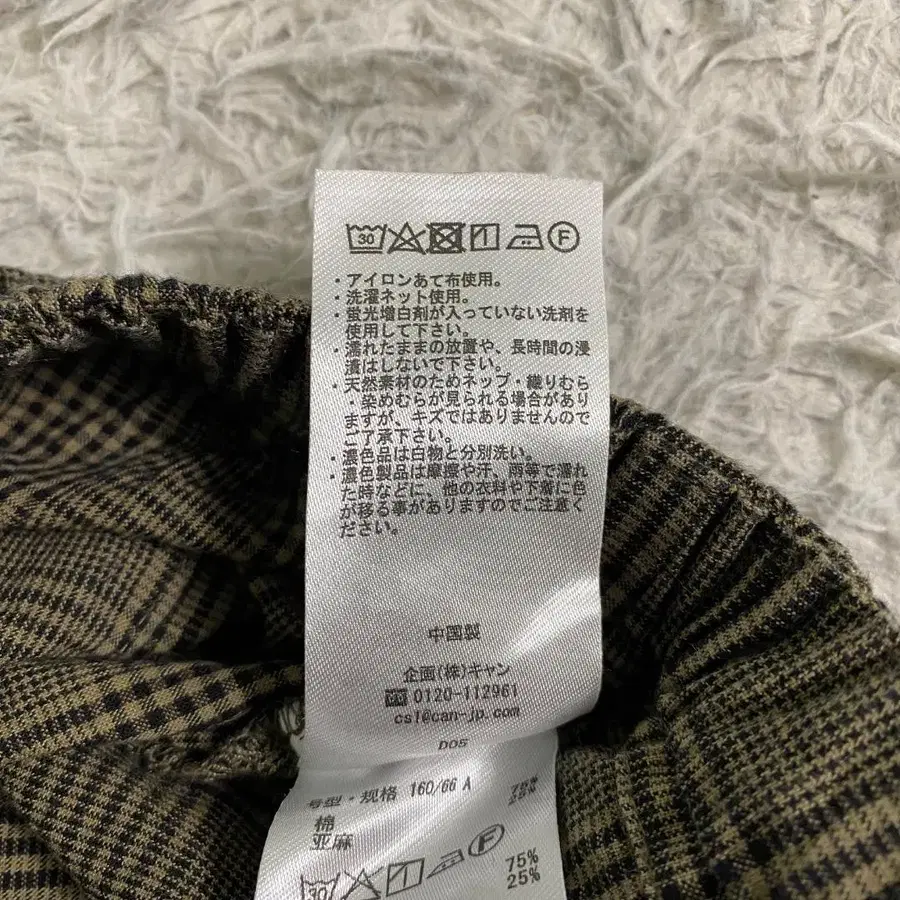 30 F
・アイロンあて布使用。
・洗濯ネット使用。
・蛍光増白剤が入っていない洗剤を
使用して下さい。
・濡れたままの放置や、長時間の浸
漬はしないで下さい。
・天然素材のためネップ・織りむら
・染めむらが見られる場合があり
ますが、キズではありませんので
ご了承下さい。
・濃色品は白物と分別洗い。
・濃色製品は摩擦や汗、雨等で濡れ
た時などに、他の衣料や下着に色
が移る事がありますのでご注意く
ださい。
中国製
企画(株)キャン
0120-112961
csl@can-jp.com
D05
号型・规格 160/66 A
棉 75%
亚麻 25%
30 F
75%
25%